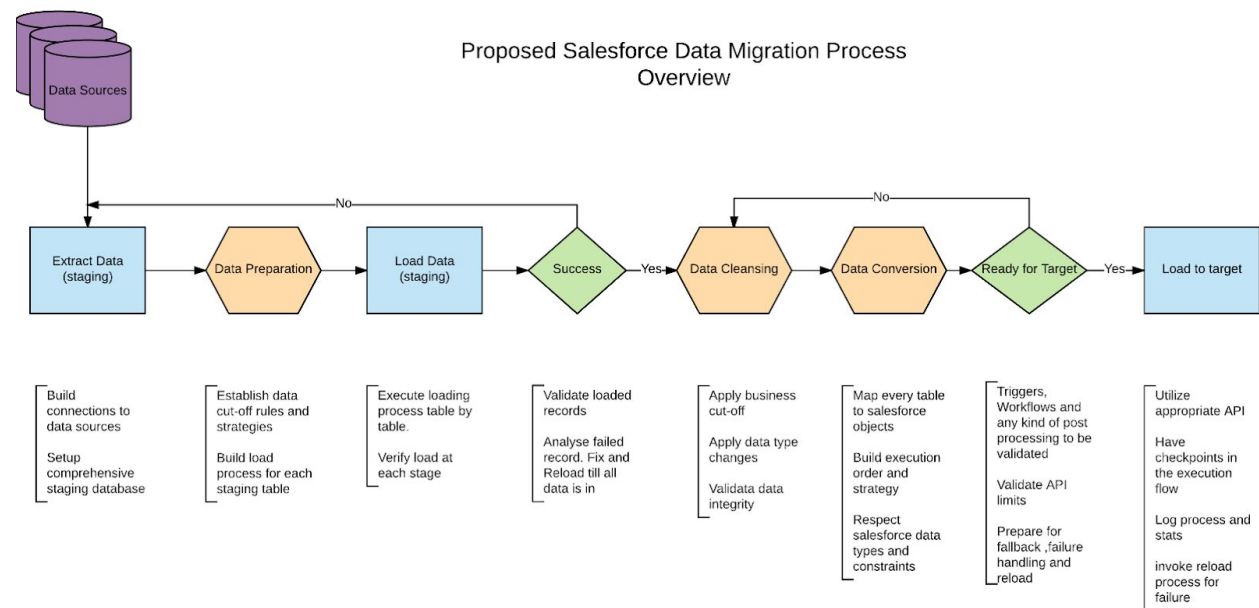 Proposed Salesforce Data Migration Process
Overview
Data Sources
No
No
Extract Data
(staging)
Data Preparation
Load Data
(staging)
Success
Yes
Data Cleansing
Data Conversion
Ready for Target
Yes
Load to target
Build
connections to
data sources
Setup
comprehensive
staging database
Establish data
cut-off rules and
strategies
Build load
process for each
staging table
Execute loading
process table by
table.
Verify load at
each stage
Validate loaded
records
Analyse failed
record. Fix and
Reload till all
data is in
Apply business
cut-off
Apply data type
changes
Validata data
integrity
Map every table
to salesforce
objects
Build execution
order and
strategy
Respect
salesforce data
types and
constraints
Triggers,
Workflows and
any kind of post
processing to be
validated
Validate API
limits
Prepare for
fallback ,failure
handling and
reload
Utilize
appropriate API
Have
checkpoints in
the execution
flow
Log process and
stats
invoke reload
process for
failure